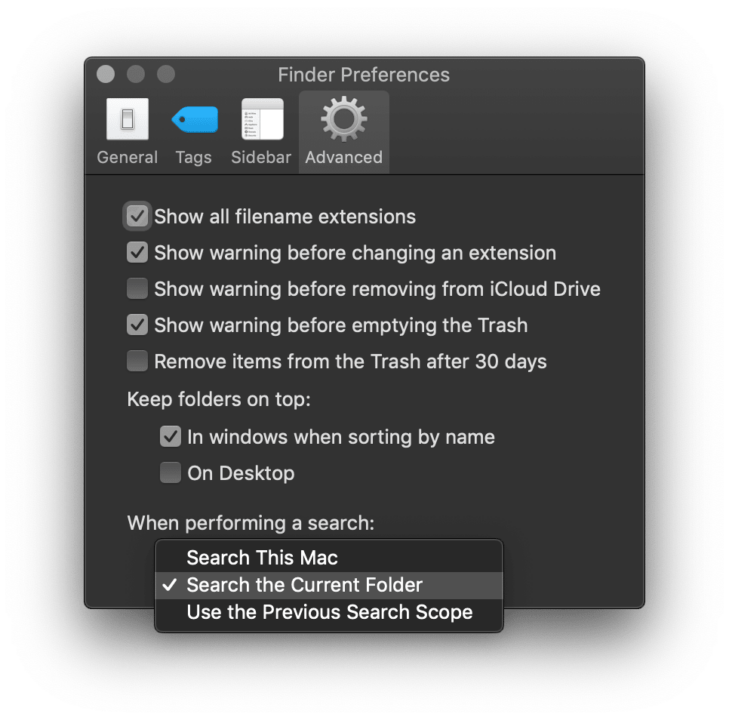 Finder Preferences
General Tags Sidebar Advanced
Show all filename extensions
Show warning before changing an extension
Show warning before removing from iCloud Drive
Show warning before emptying the Trash
Remove items from the Trash after 30 days
Keep folders on top:
In windows when sorting by name
On Desktop
When performing a search:
Search This Mac
Search the Current Folder
Use the Previous Search Scope